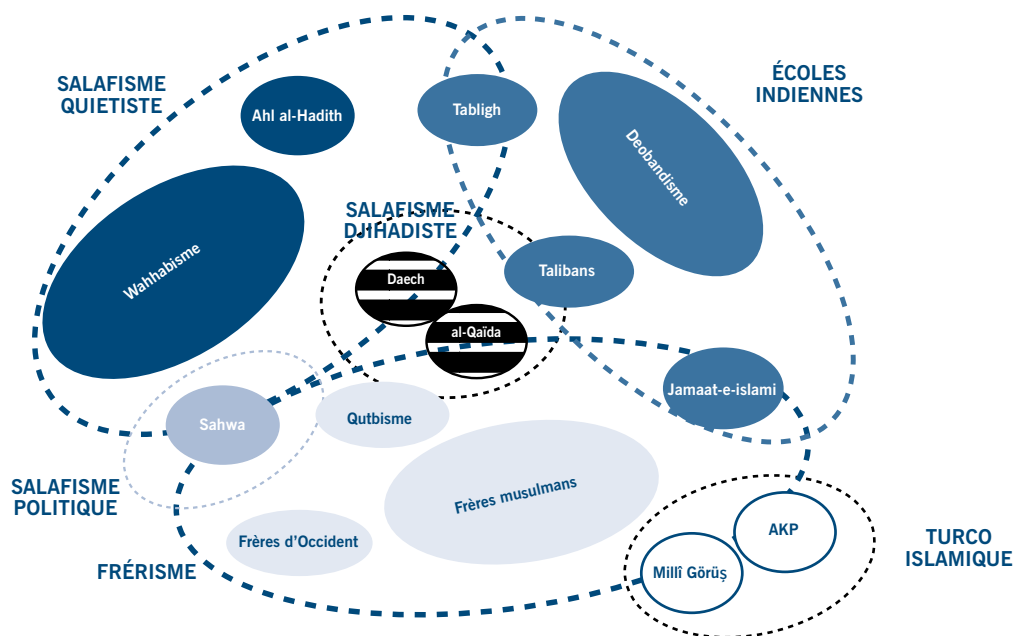 SALAFISME
QUIETISTE
Ahl al-Hadith
Tabligh
ÉCOLES
INDIENNES
Deobandisme
Wahhabisme
SALAFISME
DJIHADISTE
Daech
Talibans
al-Qaïda
Jamaat-e-islami
Sahwa
Qutbisme
SALAFISME
POLITIQUE
Frères musulmans
Frères d’Occident
FRÉRISME
AKP
Millî Görüş
TURCO
ISLAMIQUE